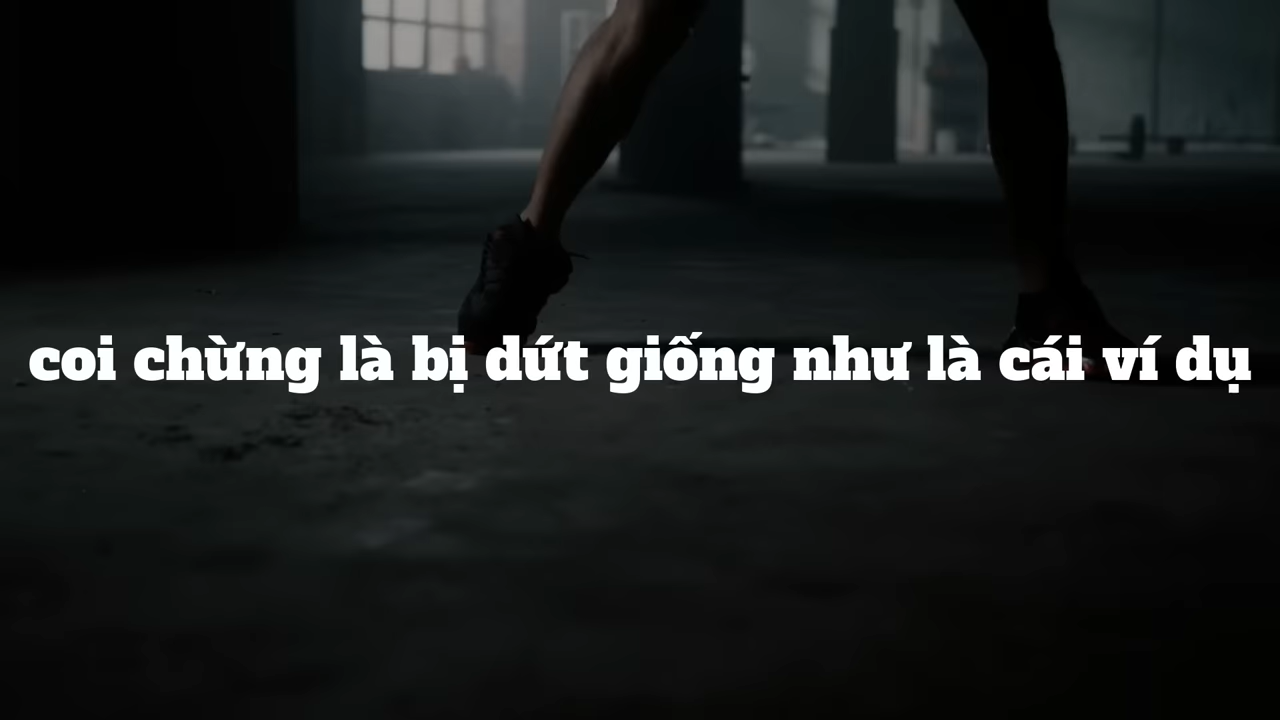 coi chừng là bị dứt giống như là cái ví dụ